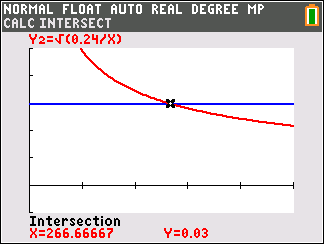 NORMAL FLOAT AUTO REAL DEGREE MP
CALC INTERSECT
Y₂=√(0.24/X)
Intersection
X=266.66667 Y=0.03